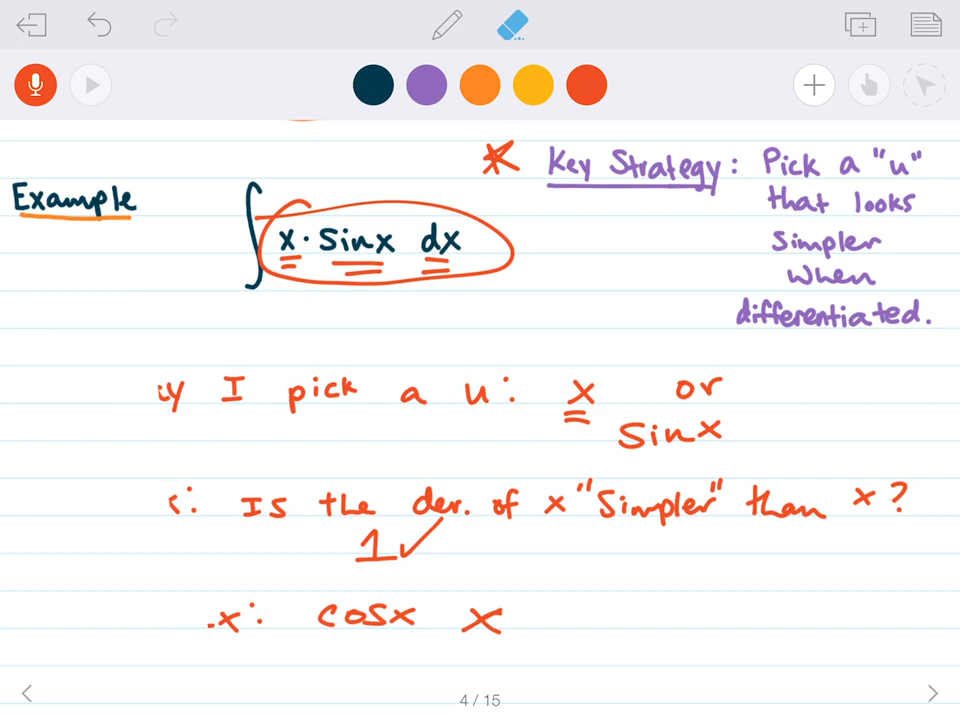 Key Strategy: Pick a "u"
that looks
simpler
when
differentiated.
Example
∫ x · sinx dx
I pick a u: x or
sinx
Is the der. of x "Simpler" than x?
1 ✓
x: cosx x
4 / 15